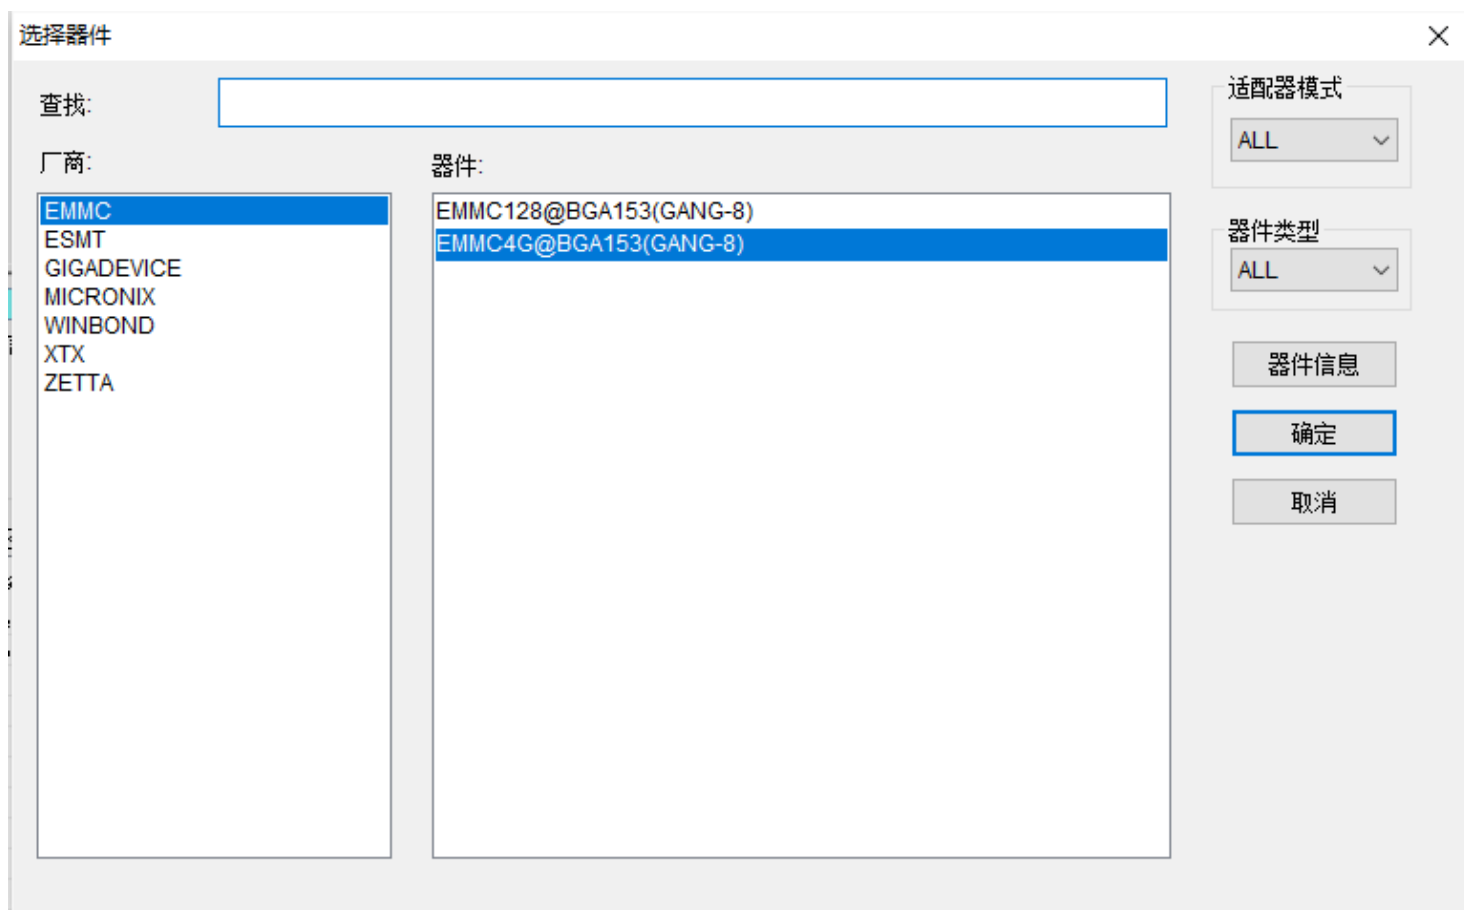 选择器件
查找:
厂商:
EMMC
ESMT
GIGADEVICE
MICRONIX
WINBOND
XTX
ZETTA
器件:
EMMC128@BGA153(GANG-8)
EMMC4G@BGA153(GANG-8)
适配器模式
ALL
器件类型
ALL
器件信息
确定
取消